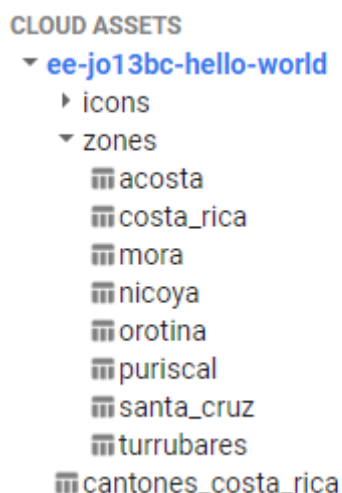 CLOUD ASSETS
ee-jo13bc-hello-world
icons
zones
acosta
costa_rica
mora
nicoya
orotina
puriscal
santa_cruz
turrubares
cantones_costa_rica